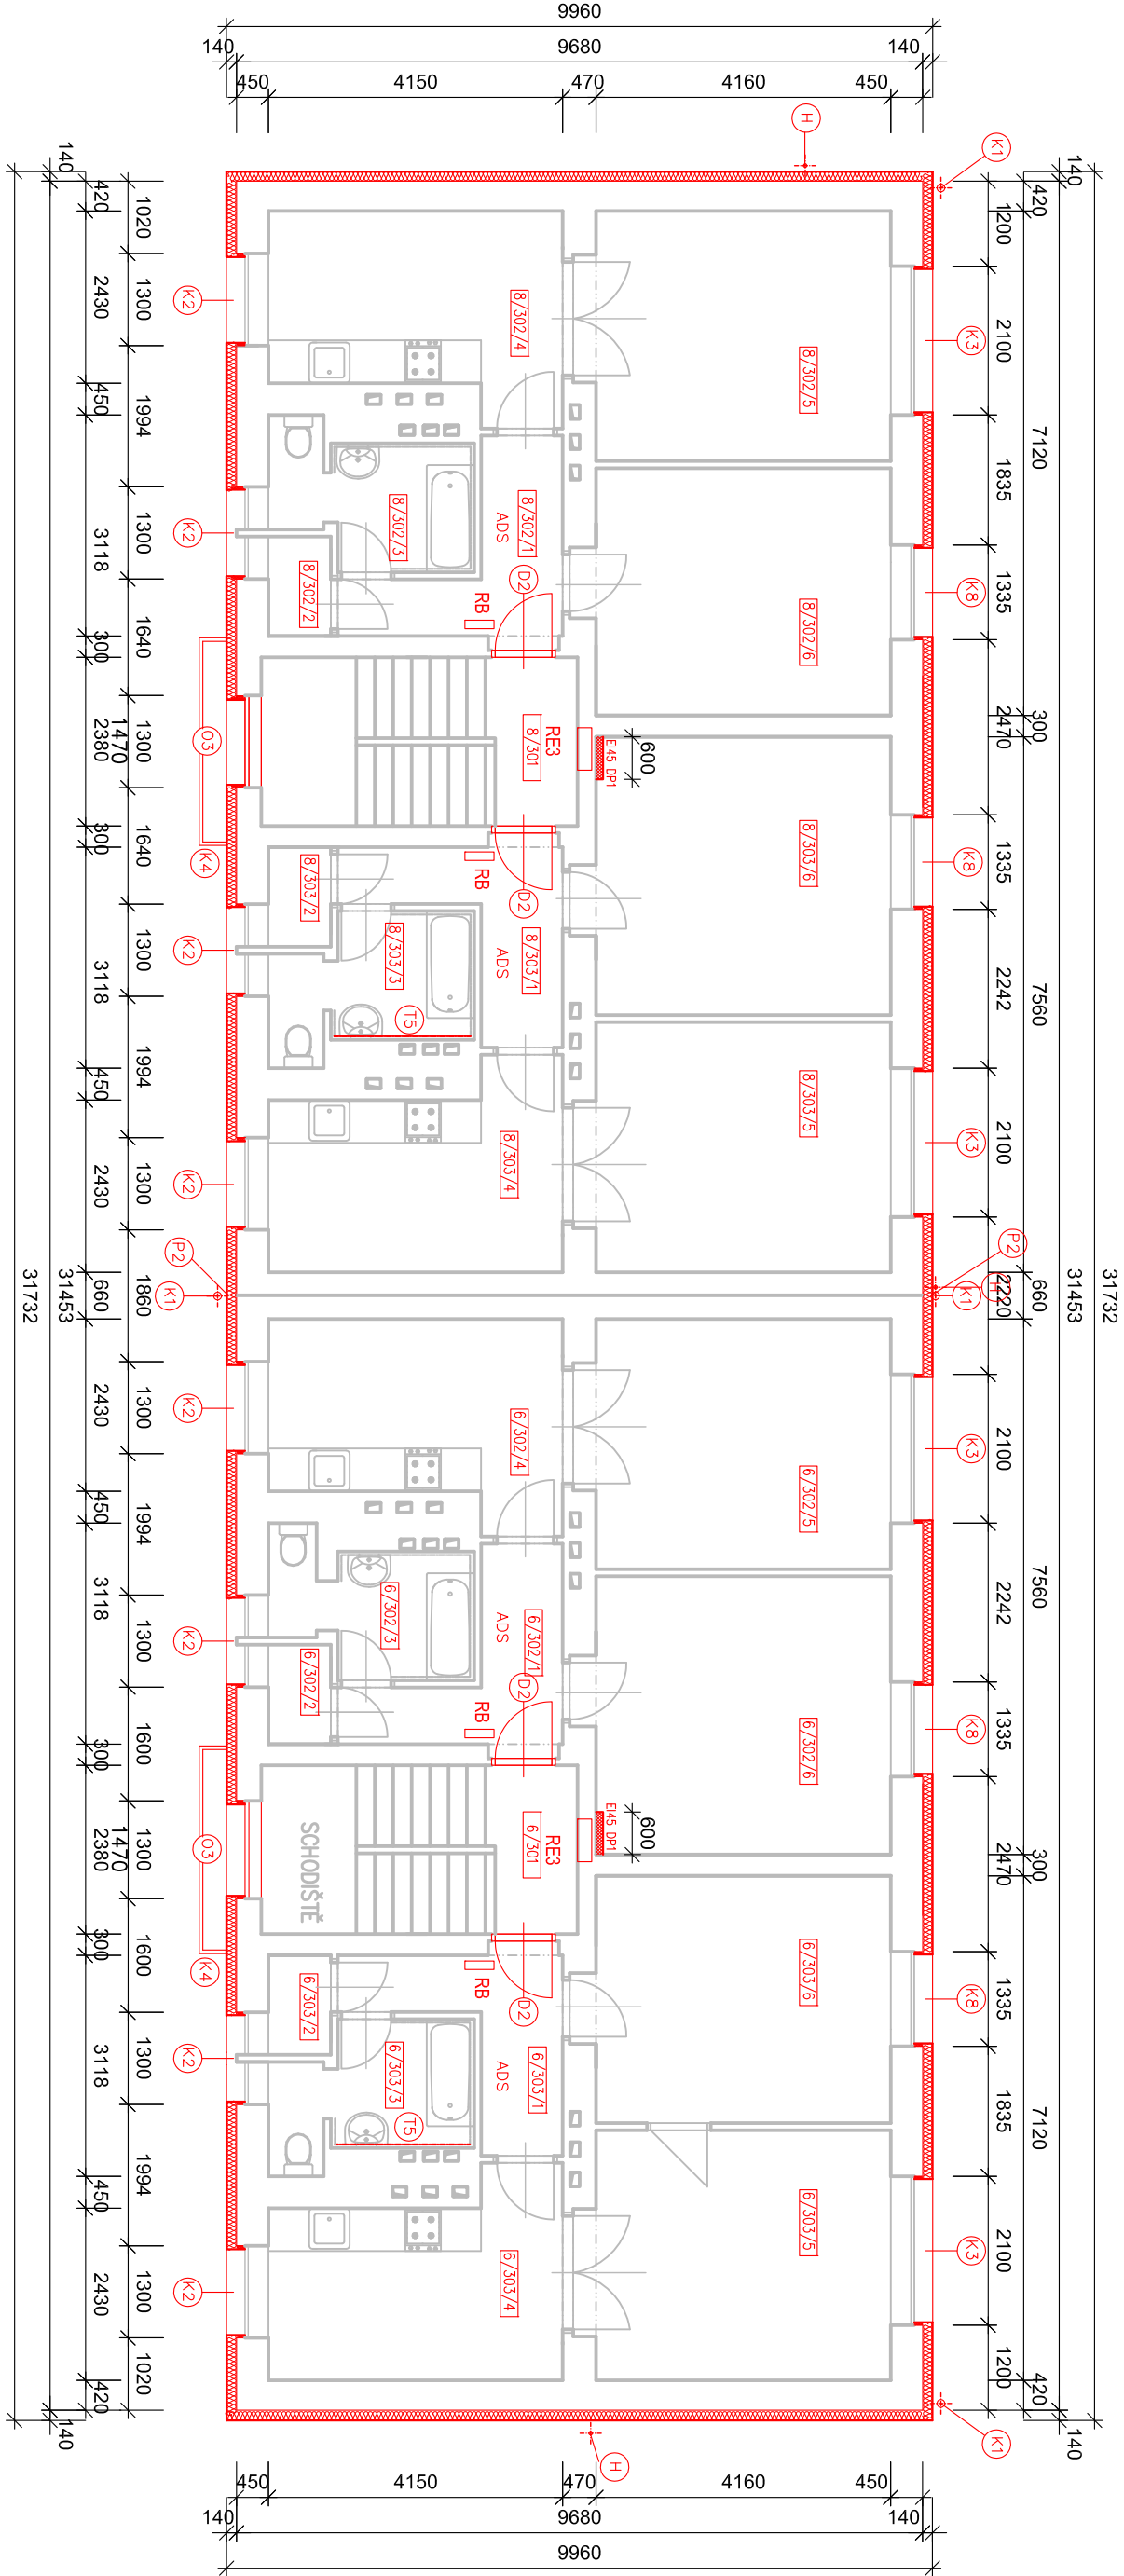 9960
140
9680
140
450
4150
470
4160
450
H
K1
31732
31453
140
420
7120
300
7560
660
7560
300
7120
420
140
1200
2100
1835
1335
2470
1335
2242
2100
2220
2100
2242
1335
2470
1335
1835
2100
1200
K3
K8
K8
K3
P2
H
K1
K3
K8
K8
K3
K1
8/302/5
8/302/6
8/303/6
8/303/5
6/302/5
6/302/6
6/303/6
6/303/5
600
EI45 DP1
600
EI45 DP1
8/302/4
8/302/1
ADS
D2
RE3
8/301
D2
8/303/1
ADS
8/303/4
6/302/4
6/302/1
ADS
D2
RE3
6/301
D2
6/303/1
ADS
6/303/4
RB
RB
RB
RB
8/302/3
8/302/2
8/303/2
8/303/3
T5
6/302/3
6/302/2
SCHODIŠTĚ
6/303/2
6/303/3
T5
K2
K2
O3
K4
K2
K2
P2
K1
K2
K2
O3
K4
K2
K2
1020
1300
1994
1300
1640
1300
1470
1640
1300
1994
1300
1860
1300
1994
1300
1600
1300
1470
1600
1300
1994
1300
1020
140
420
2430
450
3118
300
2380
300
3118
450
2430
660
2430
450
3118
300
2380
300
3118
450
2430
420
140
31453
31732
H
450
4150
470
4160
450
140
9680
140
9960